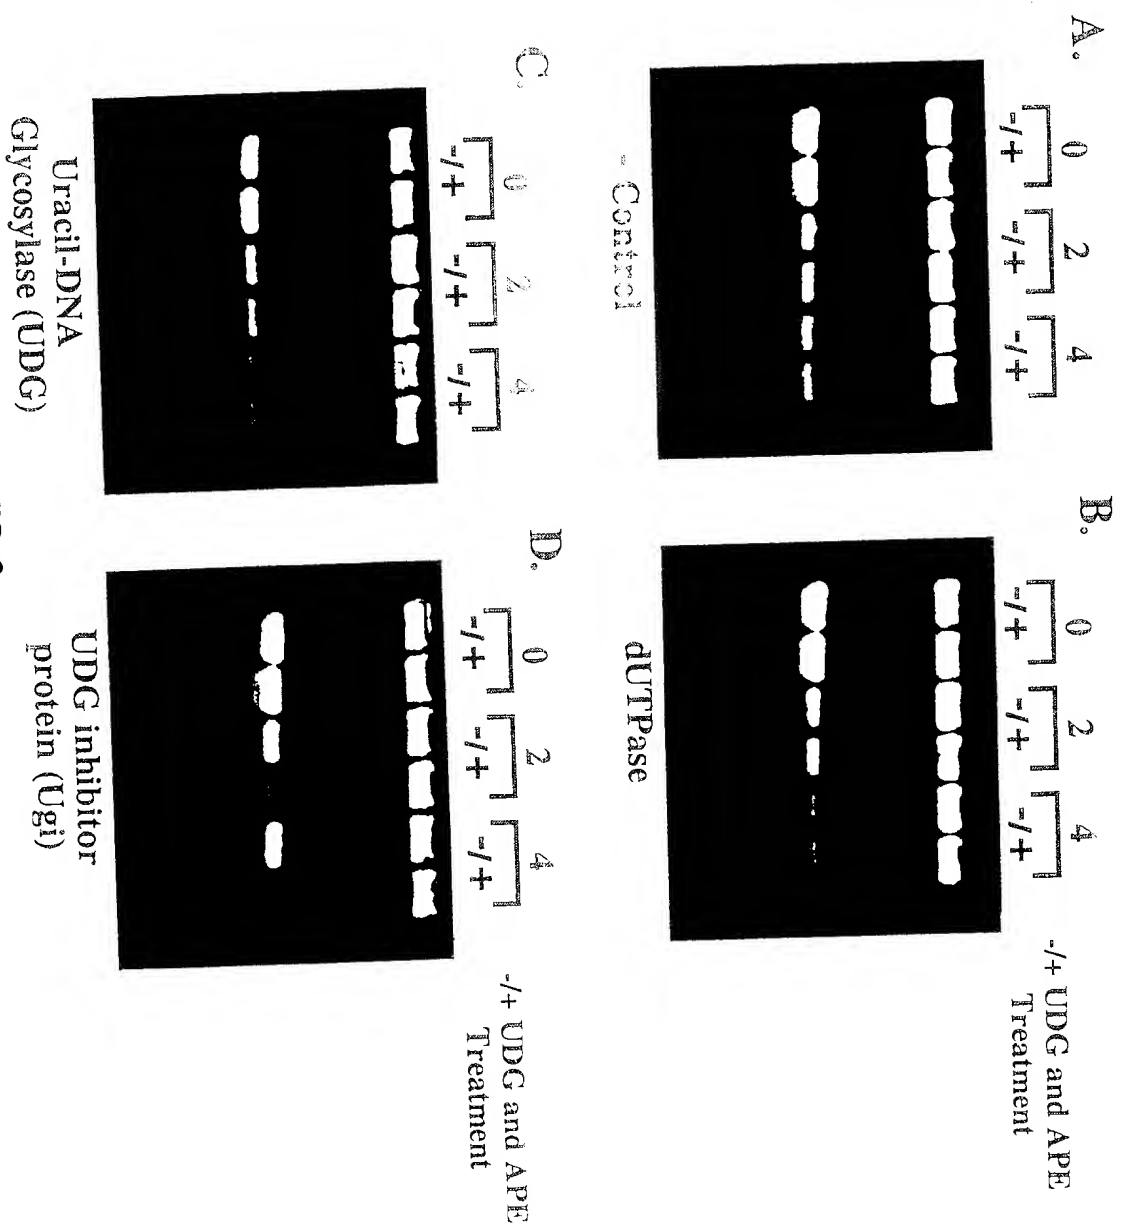 A.
0 2 4
-/+ -/+ -/+
- Control
B.
0 2 4
-/+ -/+ -/+
-/+ UDG and APE
Treatment
dUTPase
C.
0 2 4
-/+ -/+ -/+
Uracil-DNA
Glycosylase (UDG)
D.
0 2 4
-/+ -/+ -/+
-/+ UDG and APE
Treatment
UDG inhibitor
protein (Ugi)